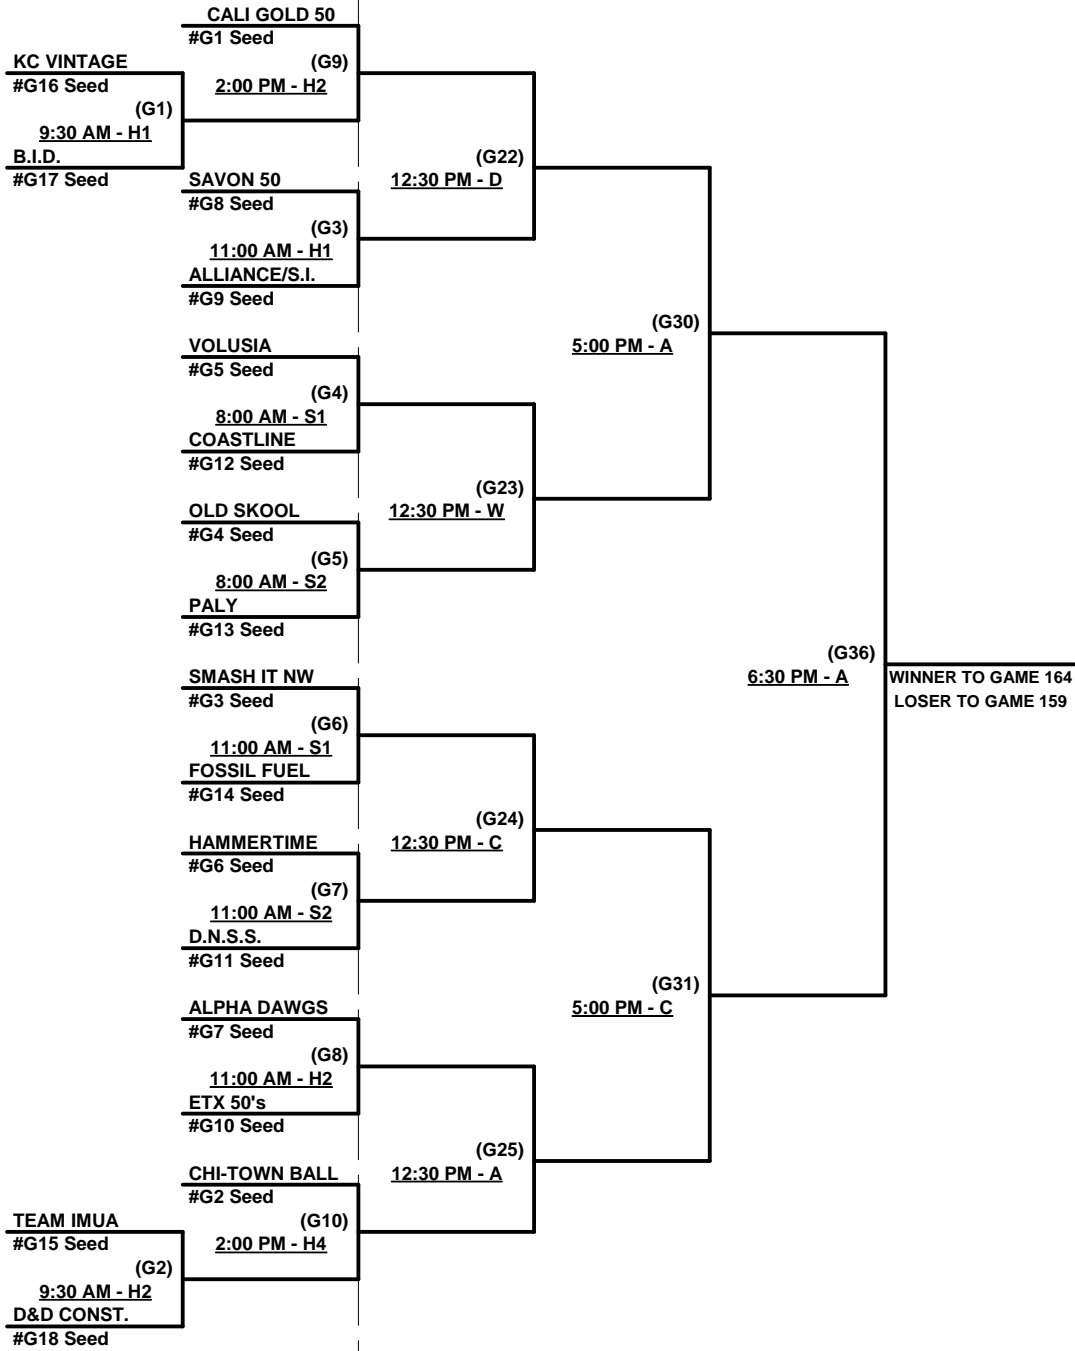 CALI GOLD 50
#G1 Seed
KC VINTAGE
(G9)
#G16 Seed
2:00 PM - H2
(G1)
9:30 AM - H1
B.I.D.
(G22)
#G17 Seed
SAVON 50
12:30 PM - D
#G8 Seed
(G3)
11:00 AM - H1
ALLIANCE/S.I.
#G9 Seed
(G30)
VOLUSIA
5:00 PM - A
#G5 Seed
(G4)
8:00 AM - S1
COASTLINE
#G12 Seed
(G23)
OLD SKOOL
12:30 PM - W
#G4 Seed
(G5)
8:00 AM - S2
PALY
#G13 Seed
(G36)
SMASH IT NW
6:30 PM - A
WINNER TO GAME 164
#G3 Seed
LOSER TO GAME 159
(G6)
11:00 AM - S1
FOSSIL FUEL
#G14 Seed
(G24)
HAMMERTIME
12:30 PM - C
#G6 Seed
(G7)
11:00 AM - S2
D.N.S.S.
#G11 Seed
(G31)
ALPHA DAWGS
5:00 PM - C
#G7 Seed
(G8)
11:00 AM - H2
ETX 50's
#G10 Seed
(G25)
CHI-TOWN BALL
12:30 PM - A
#G2 Seed
TEAM IMUA
(G10)
#G15 Seed
2:00 PM - H4
(G2)
9:30 AM - H2
D&D CONST.
#G18 Seed